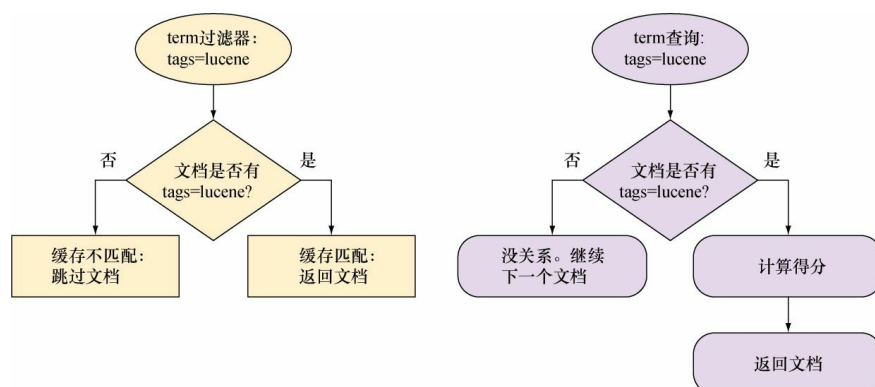 term过滤器：
tags=lucene
文档是否有
tags=lucene?
否
是
缓存不匹配：
跳过文档
缓存匹配：
返回文档
term查询:
tags=lucene
文档是否有
tags=lucene?
否
是
没关系。继续
下一个文档
计算得分
返回文档